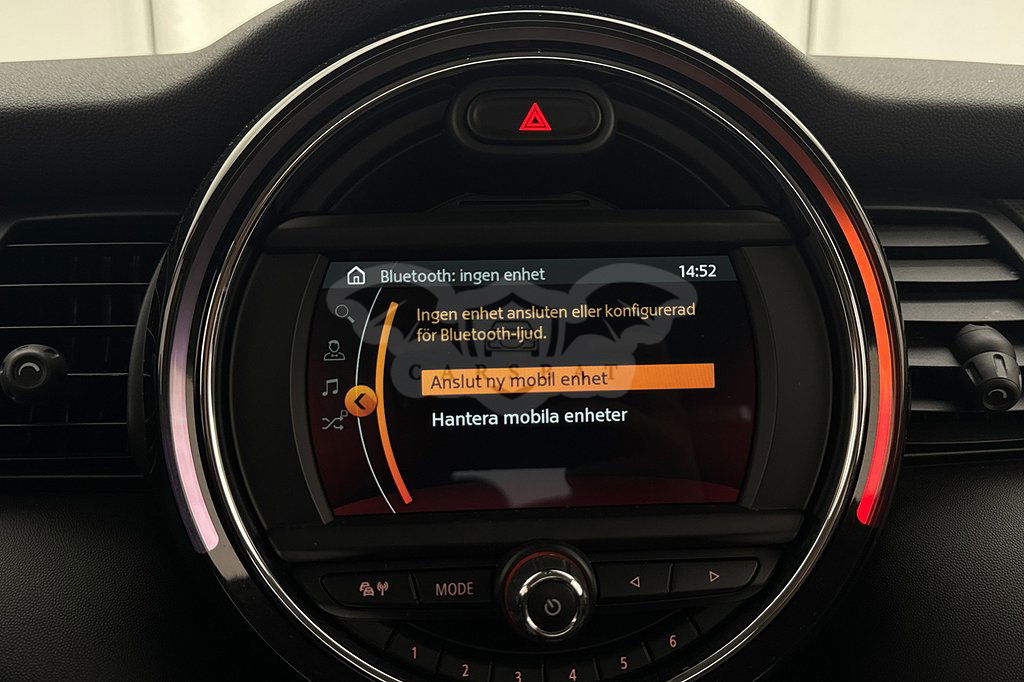 Bluetooth: ingen enhet 14:52
Ingen enhet ansluten eller konfigurerad
för Bluetooth-ljud.
CARSBAT
Anslut ny mobil enhet
Hantera mobila enheter
MODE
1 2 3 4 5 6